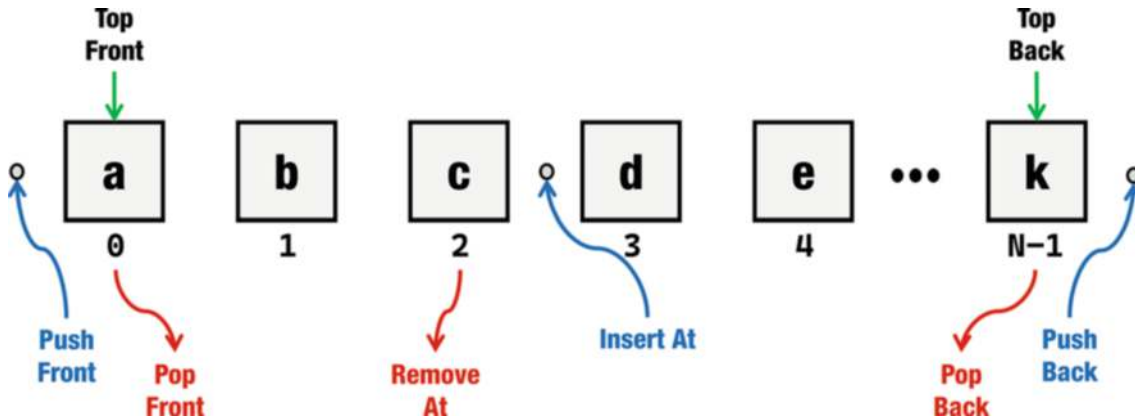 Top
Front
Top
Back
a b c d e ••• k
0 1 2 3 4 N-1
Push
Front
Pop
Front
Remove
At
Insert At
Pop
Back
Push
Back